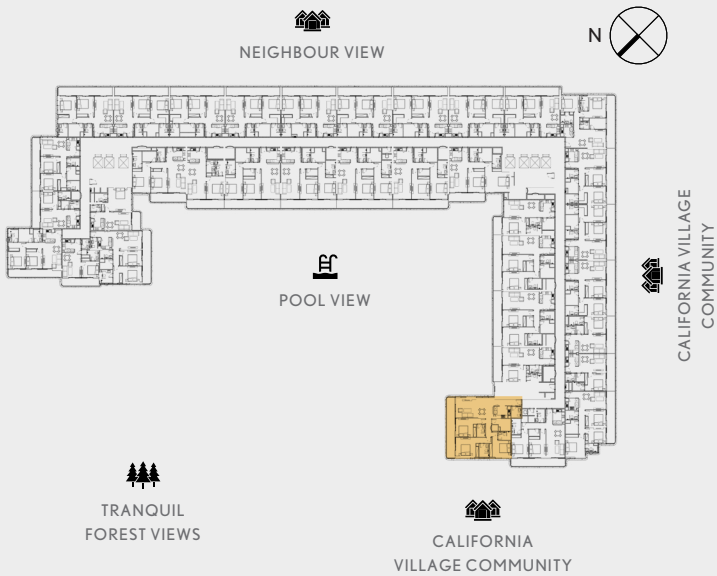 N
NEIGHBOUR VIEW
CALIFORNIA VILLAGE
COMMUNITY
POOL VIEW
TRANQUIL
FOREST VIEWS
CALIFORNIA
VILLAGE COMMUNITY